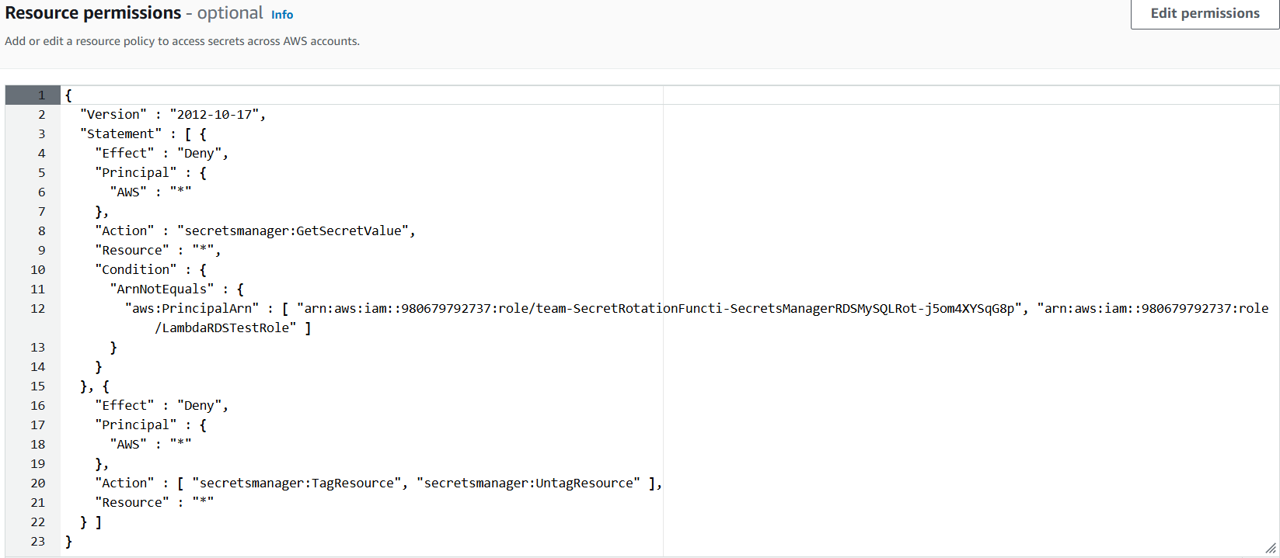 Resource permissions - optional Info
Edit permissions
Add or edit a resource policy to access secrets across AWS accounts.
1 {
2 "Version" : "2012-10-17",
3 "Statement" : [ {
4 "Effect" : "Deny",
5 "Principal" : {
6 "AWS" : "*"
7 },
8 "Action" : "secretsmanager:GetSecretValue",
9 "Resource" : "*",
10 "Condition" : {
11 "ArnNotEquals" : {
12 "aws:PrincipalArn" : [ "arn:aws:iam::980679792737:role/team-SecretRotationFuncti-SecretsManagerRDSMySQLRot-j5om4XYSqG8p", "arn:aws:iam::980679792737:role
/LambdaRDSTestRole" ]
13 }
14 }
15 }, {
16 "Effect" : "Deny",
17 "Principal" : {
18 "AWS" : "*"
19 },
20 "Action" : [ "secretsmanager:TagResource", "secretsmanager:UntagResource" ],
21 "Resource" : "*"
22 } ]
23 }